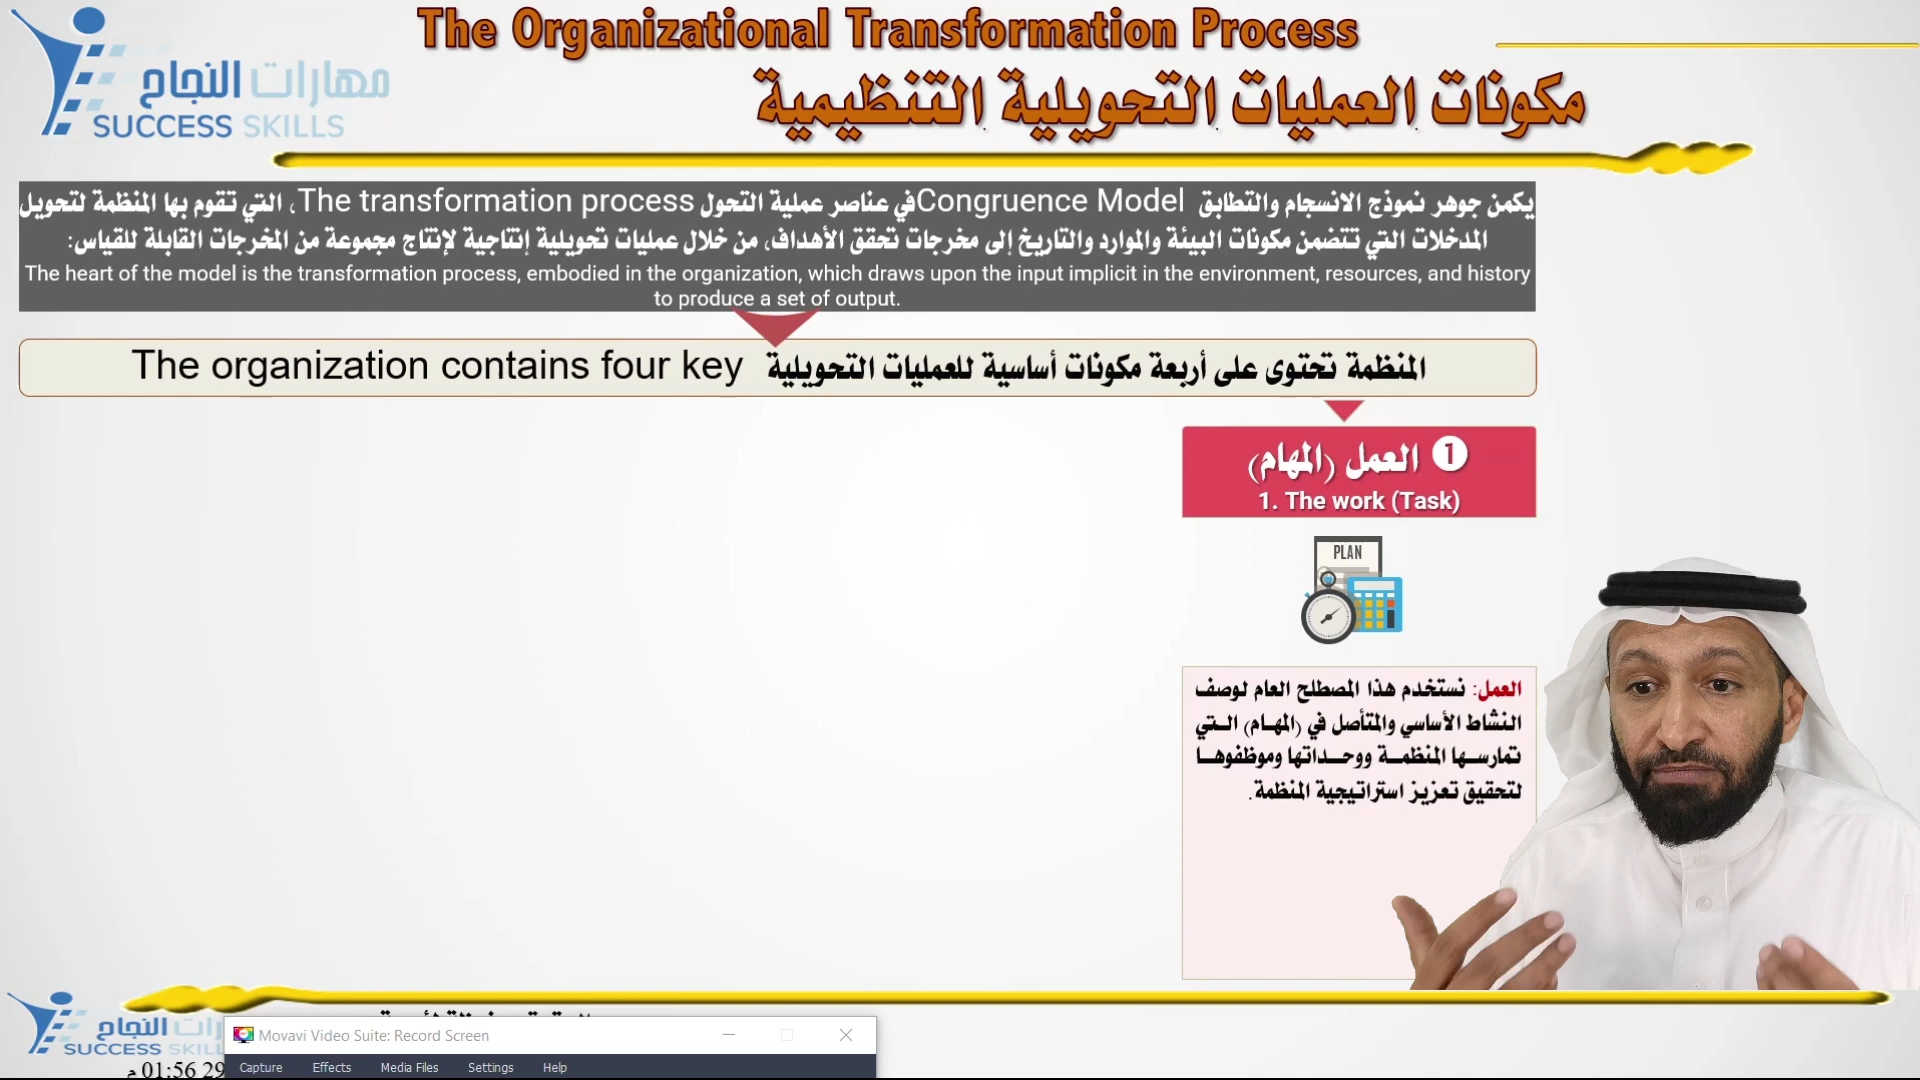 The Organizational Transformation Process
مكونات العمليات التحويلية التنظيمية
مهارات النجاح
SUCCESS SKILLS
يكمن جوهر نموذج الانسجام والتطابق Congruence Model في عناصر عملية التحول The transformation process، التي تقوم بها المنظمة لتحويل
المدخلات التي تتضمن مكونات البيئة والموارد والتاريخ إلى مخرجات تحقق الأهداف، من خلال عمليات تحويلية إنتاجية لإنتاج مجموعة من المخرجات القابلة للقياس:
The heart of the model is the transformation process, embodied in the organization, which draws upon the input implicit in the environment, resources, and history
to produce a set of output.
المنظمة تحتوى على أربعة مكونات أساسية للعمليات التحويلية The organization contains four key
❶ العمل (المهام)
1. The work (Task)
PLAN
العمل: نستخدم هذا المصطلح العام لوصف
النشاط الأساسي والمتأصل في (المهام) التي
تمارسها المنظمة ووحداتها وموظفوها
لتحقيق تعزيز استراتيجية المنظمة.
النجاح
SUCCESS SKILL
01:56 29 م
Movavi Video Suite: Record Screen
Capture Effects Media Files Settings Help